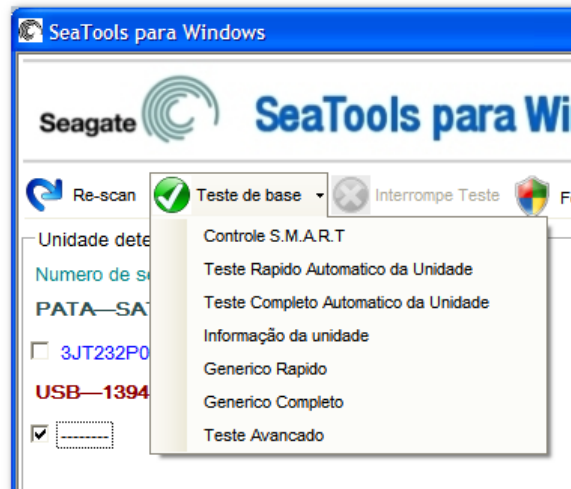 SeaTools para Windows
Seagate SeaTools para Wi
Re-scan Teste de base Interrompe Teste F
Unidade dete
Controle S.M.A.R.T
Numero de s
Teste Rapido Automatico da Unidade
PATA—SA
Teste Completo Automatico da Unidade
Informação da unidade
3JT232P0
Generico Rapido
USB—1394
Generico Completo
--------
Teste Avancado